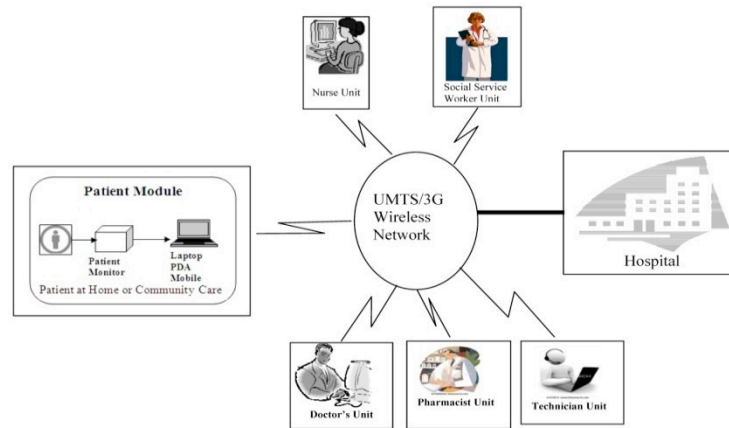 Nurse Unit
Social Service
Worker Unit
Patient Module
Patient
Monitor
Laptop
PDA
Mobile
Patient at Home or Community Care
UMTS/3G
Wireless
Network
Hospital
Doctor's Unit
Pharmacist Unit
Technician Unit